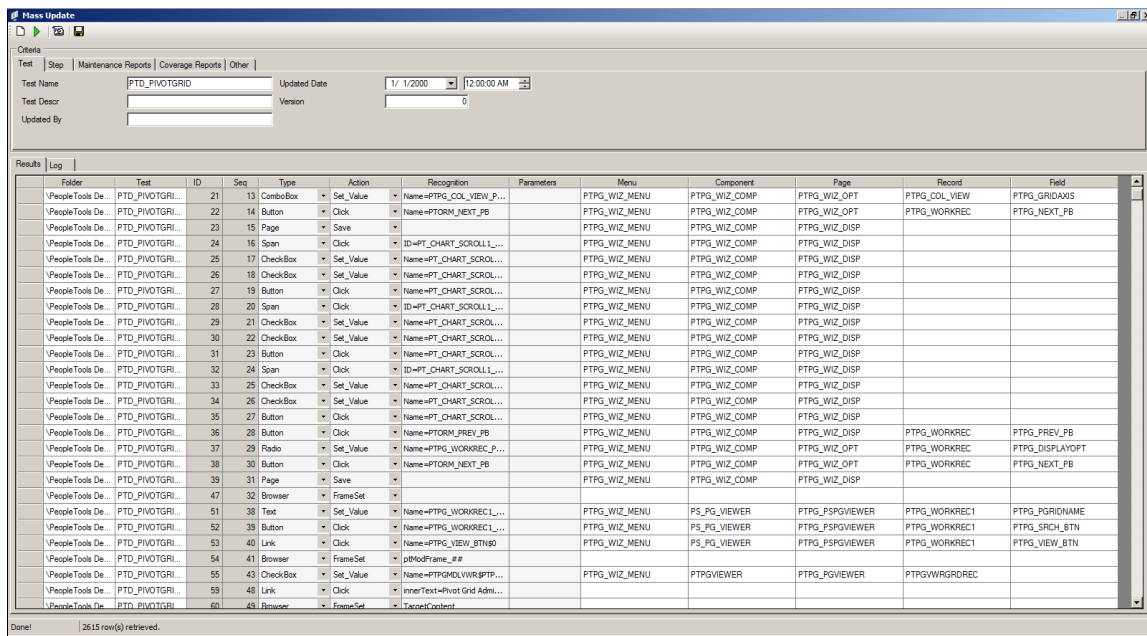 Mass Update
Criteria
Test Step Maintenance Reports Coverage Reports Other
Test Name PTD_PIVOTGRID Updated Date 1/ 1/2000 12:00:00 AM
Test Descr Version 0
Updated By
Results Log
Folder Test ID Seq Type Action Recognition Parameters Menu Component Page Record Field
\PeopleTools De... PTD_PIVOTGRI... 21 13 ComboBox Set_Value Name=PTPG_COL_VIEW_P... PTPG_WIZ_MENU PTPG_WIZ_COMP PTPG_WIZ_OPT PTPG_COL_VIEW PTPG_GRIDAXIS
\PeopleTools De... PTD_PIVOTGRI... 22 14 Button Click Name=PTORM_NEXT_PB PTPG_WIZ_MENU PTPG_WIZ_COMP PTPG_WIZ_OPT PTPG_WORKREC PTPG_NEXT_PB
\PeopleTools De... PTD_PIVOTGRI... 23 15 Page Save PTPG_WIZ_MENU PTPG_WIZ_COMP PTPG_WIZ_DISP
\PeopleTools De... PTD_PIVOTGRI... 24 16 Span Click ID=PT_CHART_SCROLL1_... PTPG_WIZ_MENU PTPG_WIZ_COMP PTPG_WIZ_DISP
\PeopleTools De... PTD_PIVOTGRI... 25 17 CheckBox Set_Value Name=PT_CHART_SCROL... PTPG_WIZ_MENU PTPG_WIZ_COMP PTPG_WIZ_DISP
\PeopleTools De... PTD_PIVOTGRI... 26 18 CheckBox Set_Value Name=PT_CHART_SCROL... PTPG_WIZ_MENU PTPG_WIZ_COMP PTPG_WIZ_DISP
\PeopleTools De... PTD_PIVOTGRI... 27 19 Button Click Name=PT_CHART_SCROL... PTPG_WIZ_MENU PTPG_WIZ_COMP PTPG_WIZ_DISP
\PeopleTools De... PTD_PIVOTGRI... 28 20 Span Click ID=PT_CHART_SCROLL1_... PTPG_WIZ_MENU PTPG_WIZ_COMP PTPG_WIZ_DISP
\PeopleTools De... PTD_PIVOTGRI... 29 21 CheckBox Set_Value Name=PT_CHART_SCROL... PTPG_WIZ_MENU PTPG_WIZ_COMP PTPG_WIZ_DISP
\PeopleTools De... PTD_PIVOTGRI... 30 22 CheckBox Set_Value Name=PT_CHART_SCROL... PTPG_WIZ_MENU PTPG_WIZ_COMP PTPG_WIZ_DISP
\PeopleTools De... PTD_PIVOTGRI... 31 23 Button Click Name=PT_CHART_SCROL... PTPG_WIZ_MENU PTPG_WIZ_COMP PTPG_WIZ_DISP
\PeopleTools De... PTD_PIVOTGRI... 32 24 Span Click ID=PT_CHART_SCROLL1_... PTPG_WIZ_MENU PTPG_WIZ_COMP PTPG_WIZ_DISP
\PeopleTools De... PTD_PIVOTGRI... 33 25 CheckBox Set_Value Name=PT_CHART_SCROL... PTPG_WIZ_MENU PTPG_WIZ_COMP PTPG_WIZ_DISP
\PeopleTools De... PTD_PIVOTGRI... 34 26 CheckBox Set_Value Name=PT_CHART_SCROL... PTPG_WIZ_MENU PTPG_WIZ_COMP PTPG_WIZ_DISP
\PeopleTools De... PTD_PIVOTGRI... 35 27 Button Click Name=PT_CHART_SCROL... PTPG_WIZ_MENU PTPG_WIZ_COMP PTPG_WIZ_DISP
\PeopleTools De... PTD_PIVOTGRI... 36 28 Button Click Name=PTORM_PREV_PB PTPG_WIZ_MENU PTPG_WIZ_COMP PTPG_WIZ_DISP PTPG_WORKREC PTPG_PREV_PB
\PeopleTools De... PTD_PIVOTGRI... 37 29 Radio Set_Value Name=PTPG_WORKREC_P... PTPG_WIZ_MENU PTPG_WIZ_COMP PTPG_WIZ_OPT PTPG_WORKREC PTPG_DISPLAYOPT
\PeopleTools De... PTD_PIVOTGRI... 38 30 Button Click Name=PTORM_NEXT_PB PTPG_WIZ_MENU PTPG_WIZ_COMP PTPG_WIZ_OPT PTPG_WORKREC PTPG_NEXT_PB
\PeopleTools De... PTD_PIVOTGRI... 39 31 Page Save PTPG_WIZ_MENU PTPG_WIZ_COMP PTPG_WIZ_DISP
\PeopleTools De... PTD_PIVOTGRI... 47 32 Browser FrameSet
\PeopleTools De... PTD_PIVOTGRI... 51 38 Text Set_Value Name=PTPG_WORKREC1_... PTPG_WIZ_MENU PS_PG_VIEWER PTPG_PSPGVIEWER PTPG_WORKREC1 PTPG_PGRIDNAME
\PeopleTools De... PTD_PIVOTGRI... 52 39 Button Click Name=PTPG_WORKREC1_... PTPG_WIZ_MENU PS_PG_VIEWER PTPG_PSPGVIEWER PTPG_WORKREC1 PTPG_SRCH_BTN
\PeopleTools De... PTD_PIVOTGRI... 53 40 Link Click Name=PTPG_VIEW_BTN$0 PTPG_WIZ_MENU PS_PG_VIEWER PTPG_PSPGVIEWER PTPG_WORKREC1 PTPG_VIEW_BTN
\PeopleTools De... PTD_PIVOTGRI... 54 41 Browser FrameSet ptModFrame_##
\PeopleTools De... PTD_PIVOTGRI... 55 43 CheckBox Set_Value Name=PTPGMDLVWR$PTP... PTPG_WIZ_MENU PTPGVIEWER PTPG_PGVIEWER PTPGVWRGRDREC
\PeopleTools De... PTD_PIVOTGRI... 59 48 Link Click innerText=Pivot Grid Admi...
\PeopleTools De... PTD_PIVOTGRI... 60 49 Browser FrameSet TargetContent
Done! 2615 row(s) retrieved.